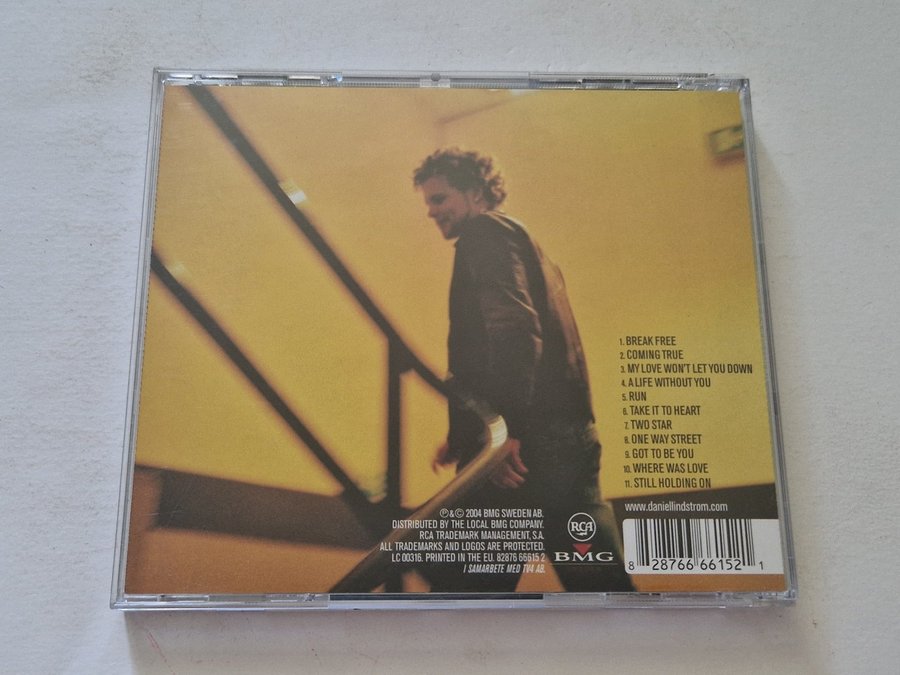 1. BREAK FREE
2. COMING TRUE
3. MY LOVE WON'T LET YOU DOWN
4. A LIFE WITHOUT YOU
5. RUN
6. TAKE IT TO HEART
7. TWO STAR
8. ONE WAY STREET
9. GOT TO BE YOU
10. WHERE WAS LOVE
11. STILL HOLDING ON
www.daniellindstrom.com
℗&© 2004 BMG SWEDEN AB.
DISTRIBUTED BY THE LOCAL BMG COMPANY.
RCA TRADEMARK MANAGEMENT, S.A.
ALL TRADEMARKS AND LOGOS ARE PROTECTED.
LC 00316. PRINTED IN THE EU. 82876 66615 2
I SAMARBETE MED TV4 AB.
RCA
BMG
8 28766 66152 1